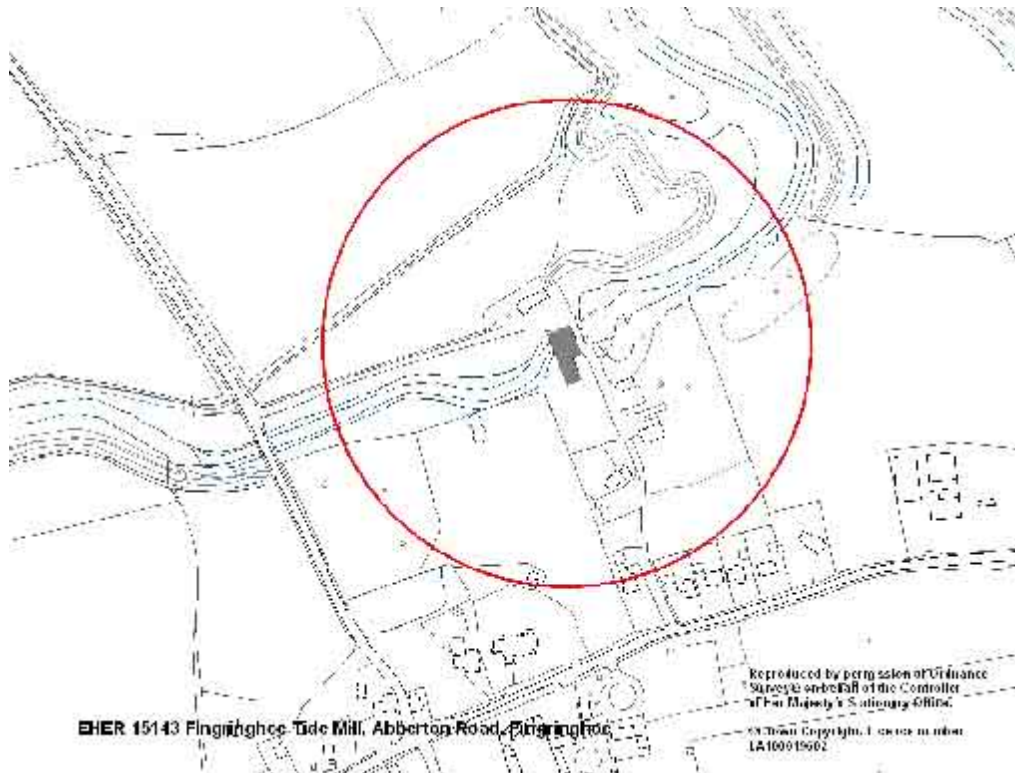 EHER 15143 Fingringhoe Tide Mill, Abberton Road, Fingringhoe
Reproduced by permission of Ordnance
Survey® on behalf of the Controller
of Her Majesty's Stationery Office.
© Crown Copyright. Licence number
LA100019602